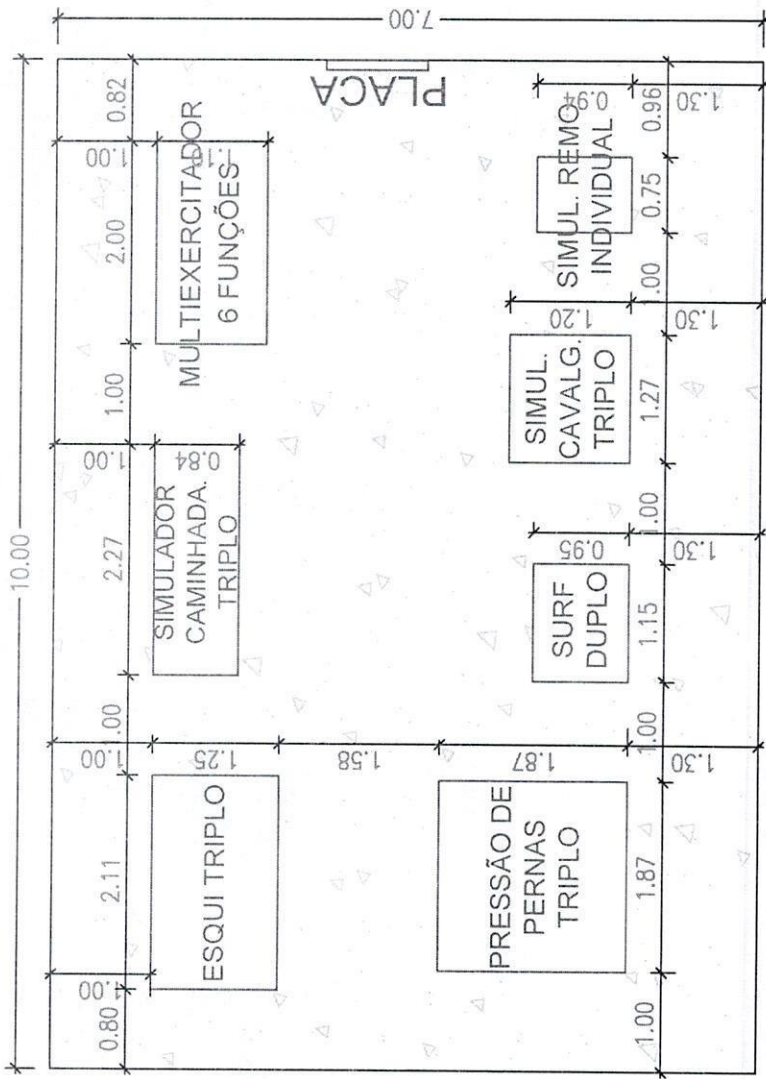 10.00
7.00
0.80
2.11
1.00
2.27
1.00
2.00
0.82
1.00
1.00
1.00
1.00
ESQUI TRIPLO
1.25
SIMULADOR
CAMINHADA.
TRIPLO
0.84
MULTIEXERCITADOR
6 FUNÇÕES
PLACA
1.58
PRESSÃO DE
PERNAS
TRIPLO
1.87
SURF
DUPLO
0.95
SIMUL.
CAVALG.
TRIPLO
1.20
SIMUL. REMO
INDIVIDUAL
0.94
1.00
1.87
1.00
1.15
1.00
1.27
1.00
0.75
0.96
1.30
1.30
1.30
1.30